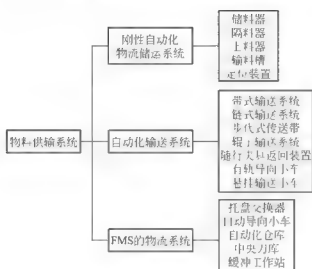 物料供输系统
刚性自动化
物流储运系统
储料器
隔料器
上料器
输料槽
定位装置
自动化输送系统
带式输送系统
链式输送系统
步伐式传送带
辊子输送系统
随行夹具返回装置
有轨导向小车
悬挂输送小车
FMS的物流系统
托盘交换器
自动导向小车
自动化仓库
中央刀库
缓冲工作站